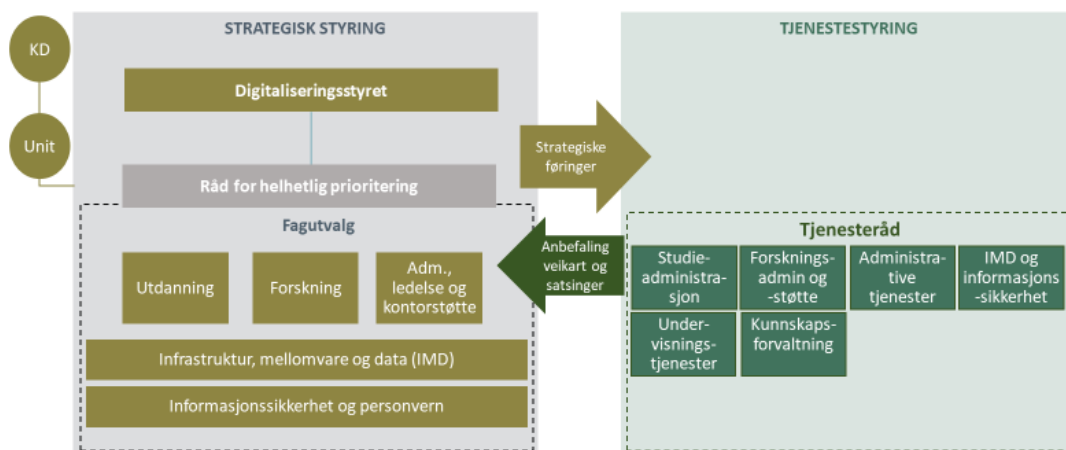 STRATEGISK STYRING
TJENESTESTYRING
KD
Unit
Digitaliseringsstyret
Råd for helhetlig prioritering
Fagutvalg
Utdanning
Forskning
Adm.,
ledelse og
kontorstøtte
Infrastruktur, mellomvare og data (IMD)
Informasjonssikkerhet og personvern
Strategiske
føringer
Anbefaling
veikart og
satsinger
Tjenesteråd
Studie-
administra-
sjon
Forsknings-
admin og
-støtte
Administra-
tive
tjenester
IMD og
informasjons
-sikkerhet
Under-
visnings-
tjenester
Kunnskaps-
forvaltning